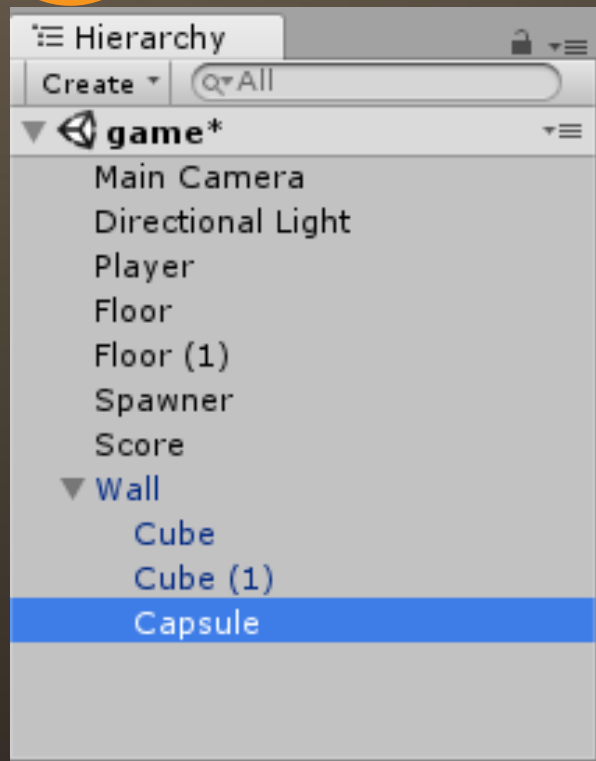 Hierarchy
Create All
game*
Main Camera
Directional Light
Player
Floor
Floor (1)
Spawner
Score
Wall
Cube
Cube (1)
Capsule